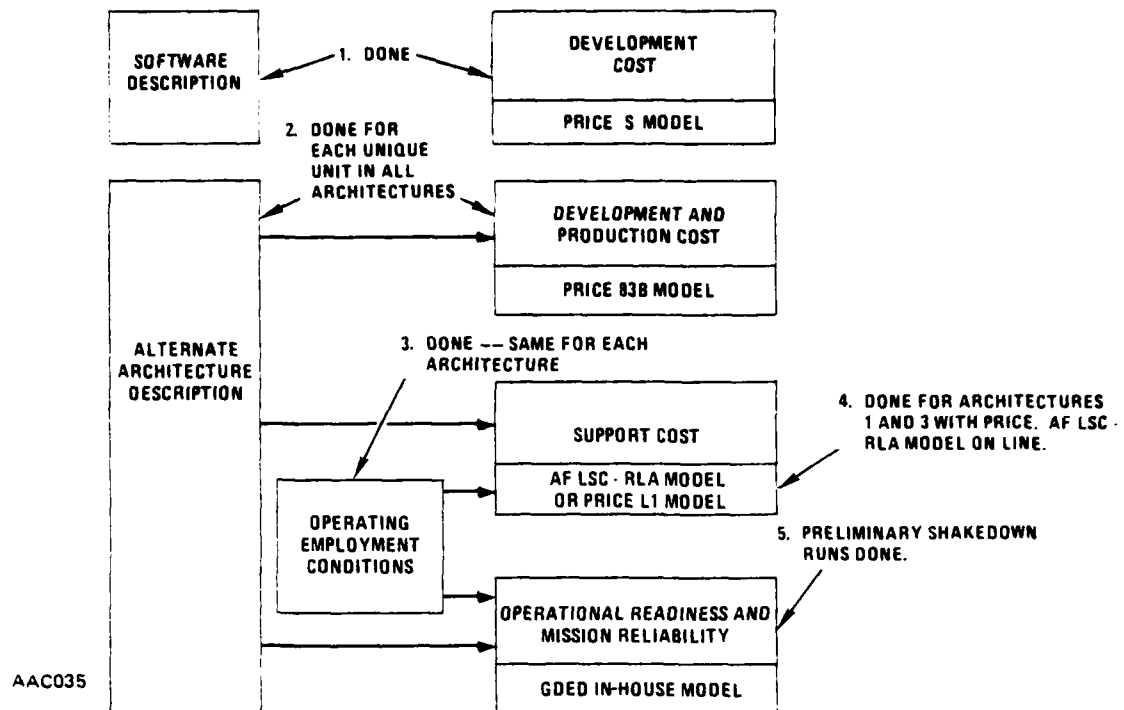 SOFTWARE
DESCRIPTION
1. DONE
DEVELOPMENT
COST
PRICE S MODEL
2. DONE FOR
EACH UNIQUE
UNIT IN ALL
ARCHITECTURES
DEVELOPMENT AND
PRODUCTION COST
PRICE 83B MODEL
ALTERNATE
ARCHITECTURE
DESCRIPTION
3. DONE -- SAME FOR EACH
ARCHITECTURE
SUPPORT COST
AF LSC - RLA MODEL
OR PRICE L1 MODEL
4. DONE FOR ARCHITECTURES
1 AND 3 WITH PRICE. AF LSC -
RLA MODEL ON LINE.
OPERATING
EMPLOYMENT
CONDITIONS
5. PRELIMINARY SHAKEDOWN
RUNS DONE.
OPERATIONAL READINESS AND
MISSION RELIABILITY
GDED IN-HOUSE MODEL
AAC035